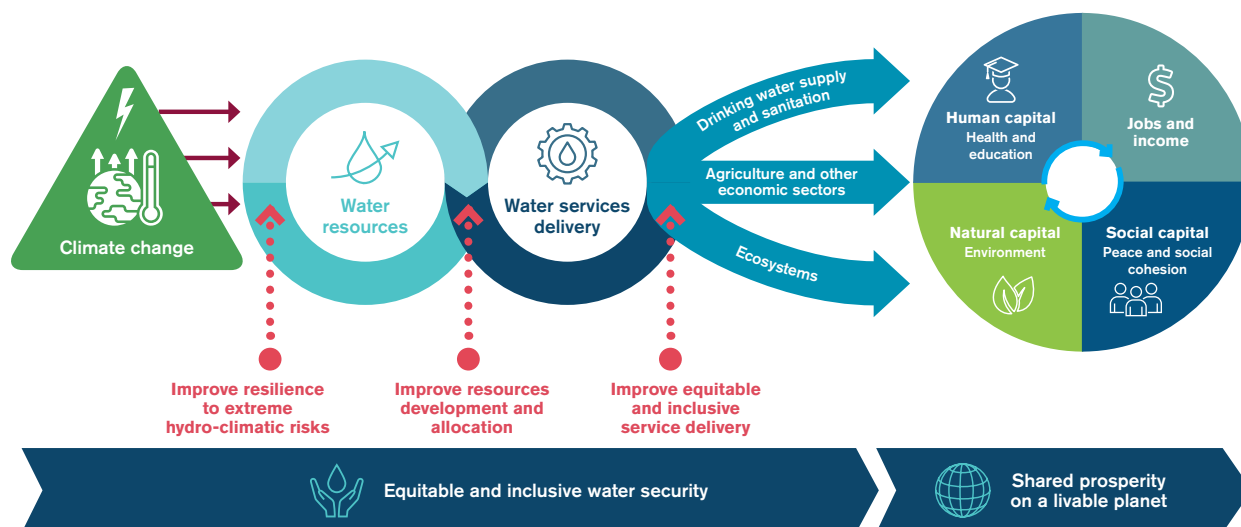 Climate change
Water
resources
Water services
delivery
Drinking water supply
and sanitation
Agriculture and other
economic sectors
Ecosystems
Human capital
Health and
education
Jobs and
income
Natural capital
Environment
Social capital
Peace and social
cohesion
Improve resilience
to extreme
hydro-climatic risks
Improve resources
development and
allocation
Improve equitable
and inclusive
service delivery
Equitable and inclusive water security
Shared prosperity
on a livable planet